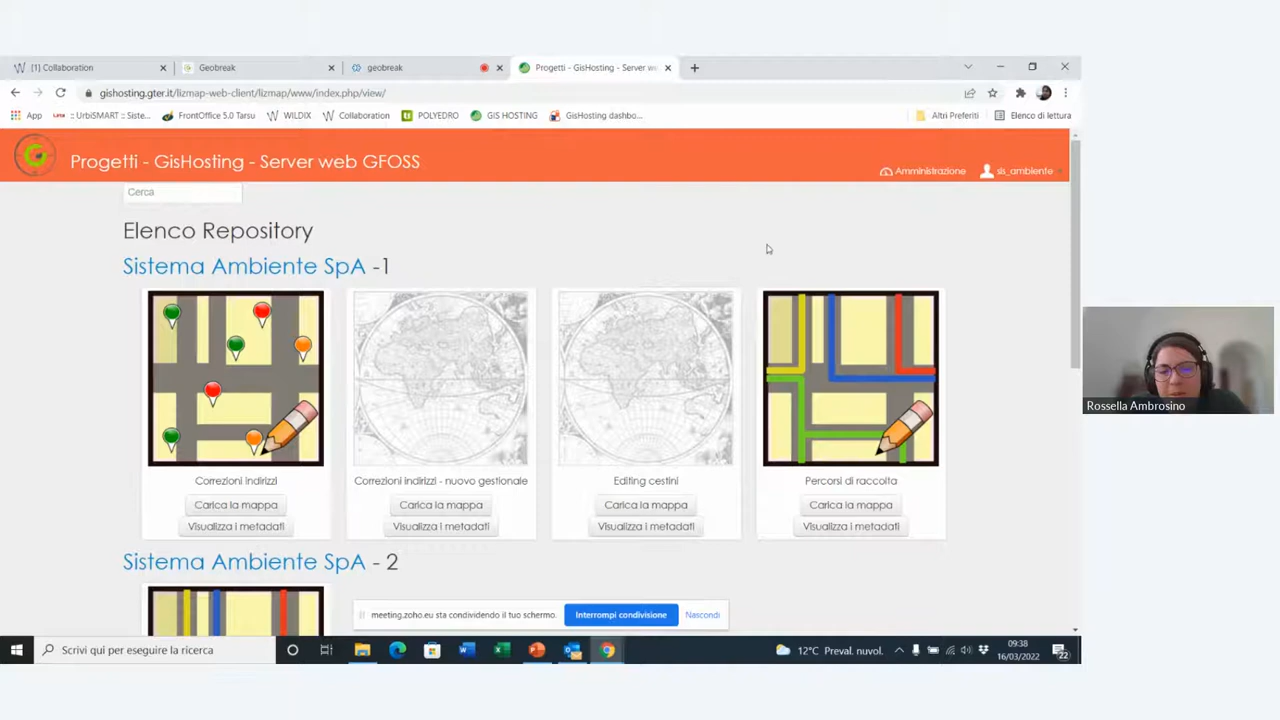 [1] Collaboration
Geobreak
geobreak
Progetti - GisHosting - Server we
gishosting.gter.it/lizmap-web-client/lizmap/www/index.php/view/
App
:: UrbiSMART :: Siste...
FrontOffice 5.0 Tarsu
WILDIX
Collaboration
POLYEDRO
GIS HOSTING
GisHosting dashbo...
Altri Preferiti
Elenco di lettura
Progetti - GisHosting - Server web GFOSS
Amministrazione
sis_ambiente
Cerca
Elenco Repository
Sistema Ambiente SpA -1
Correzioni indirizzi
Correzioni indirizzi - nuovo gestionale
Editing cestini
Percorsi di raccolta
Carica la mappa
Carica la mappa
Carica la mappa
Carica la mappa
Visualizza i metadati
Visualizza i metadati
Visualizza i metadati
Visualizza i metadati
Sistema Ambiente SpA - 2
meeting.zoho.eu sta condividendo il tuo schermo.
Interrompi condivisione
Nascondi
Rossella Ambrosino
Scrivi qui per eseguire la ricerca
12°C Preval. nuvol.
09:38
16/03/2022
22